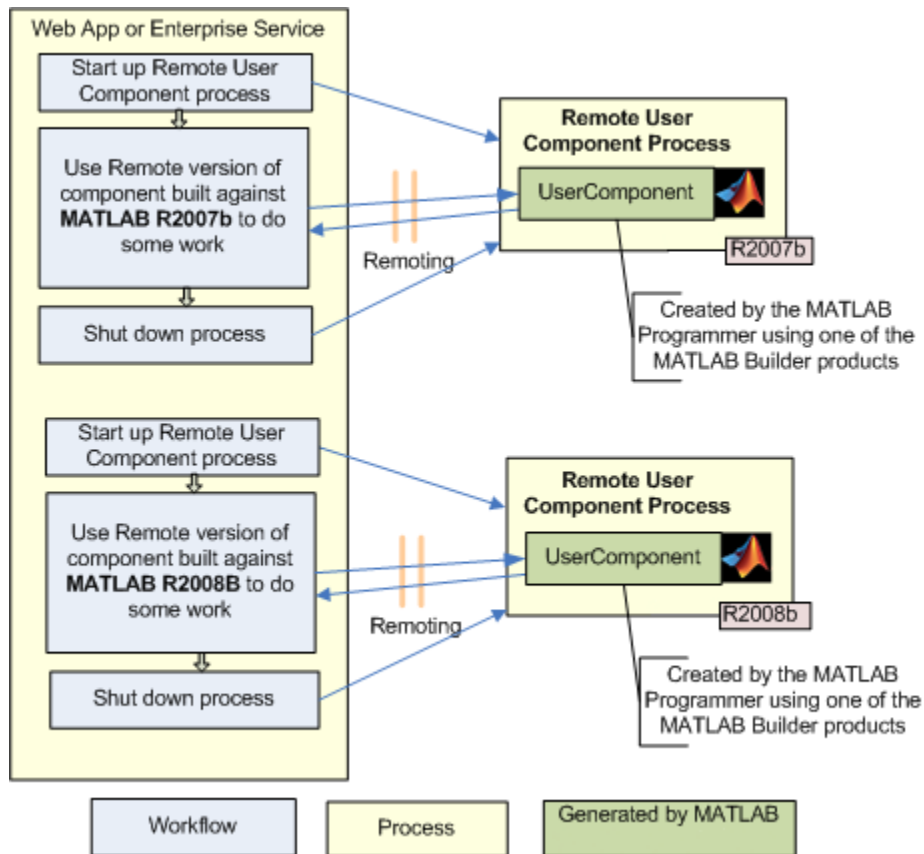 Web App or Enterprise Service
Start up Remote User
Component process
Use Remote version of
component built against
MATLAB R2007b to do
some work
Shut down process
Remoting
Remote User
Component Process
UserComponent
R2007b
Created by the MATLAB
Programmer using one of the
MATLAB Builder products
Start up Remote User
Component process
Use Remote version of
component built against
MATLAB R2008B to do
some work
Shut down process
Remoting
Remote User
Component Process
UserComponent
R2008b
Created by the MATLAB
Programmer using one of the
MATLAB Builder products
Workflow
Process
Generated by MATLAB